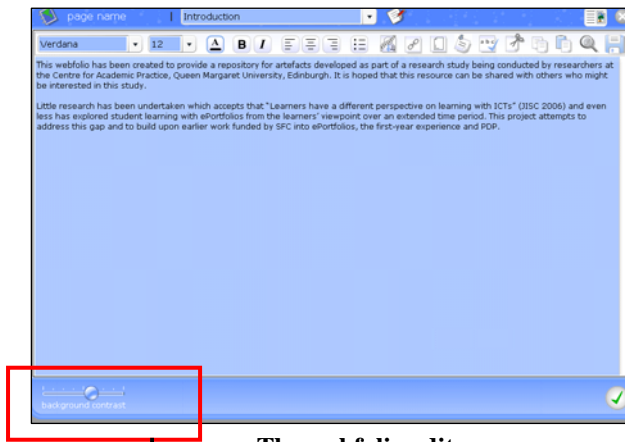 page name | Introduction
Verdana 12 A B I
This webfolio has been created to provide a repository for artefacts developed as part of a research study being conducted by researchers at
the Centre for Academic Practice, Queen Margaret University, Edinburgh. It is hoped that this resource can be shared with others who might
be interested in this study.
Little research has been undertaken which accepts that "Learners have a different perspective on learning with ICTs" (JISC 2006) and even
less has explored student learning with ePortfolios from the learners' viewpoint over an extended time period. This project attempts to
address this gap and to build upon earlier work funded by SFC into ePortfolios, the first-year experience and PDP.
background contrast